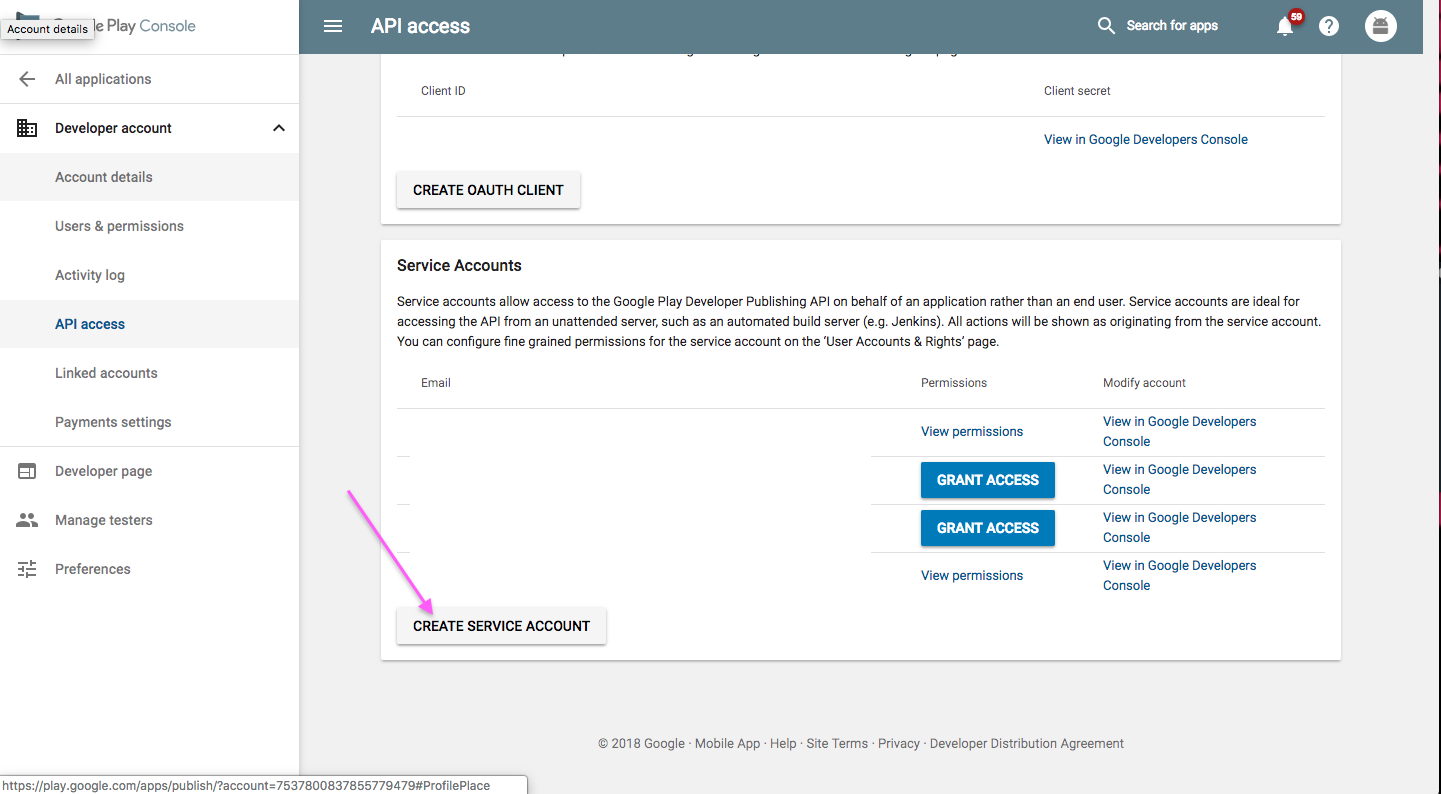 Account details
e Play Console
API access
Search for apps
59
All applications
Developer account
Account details
Users & permissions
Activity log
API access
Linked accounts
Payments settings
Developer page
Manage testers
Preferences
Client ID
Client secret
View in Google Developers Console
CREATE OAUTH CLIENT
Service Accounts
Service accounts allow access to the Google Play Developer Publishing API on behalf of an application rather than an end user. Service accounts are ideal for
accessing the API from an unattended server, such as an automated build server (e.g. Jenkins). All actions will be shown as originating from the service account.
You can configure fine grained permissions for the service account on the ‘User Accounts & Rights’ page.
Email
Permissions
Modify account
View permissions
View in Google Developers
Console
GRANT ACCESS
View in Google Developers
Console
GRANT ACCESS
View in Google Developers
Console
View permissions
View in Google Developers
Console
CREATE SERVICE ACCOUNT
© 2018 Google · Mobile App · Help · Site Terms · Privacy · Developer Distribution Agreement
https://play.google.com/apps/publish/?account=7537800837855779479#ProfilePlace